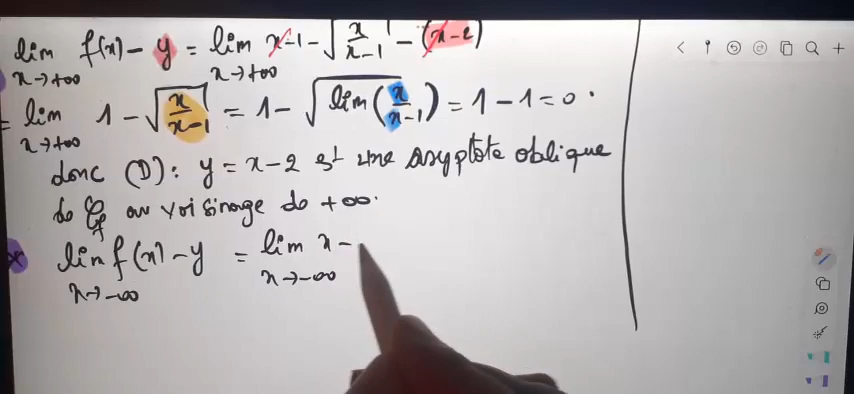 lim f(x) - y = lim x - 1 - √(x/(x-1)) - (x-2)
x→+∞ x→+∞
= lim 1 - √(x/(x-1)) = 1 - √(lim(x/(x-1))) = 1 - 1 = 0.
x→+∞
donc (D): y = x - 2 est une asyptote oblique
de Cf au voisinage de +∞.
* lim f(x) - y = lim x -
x→-∞ x→-∞